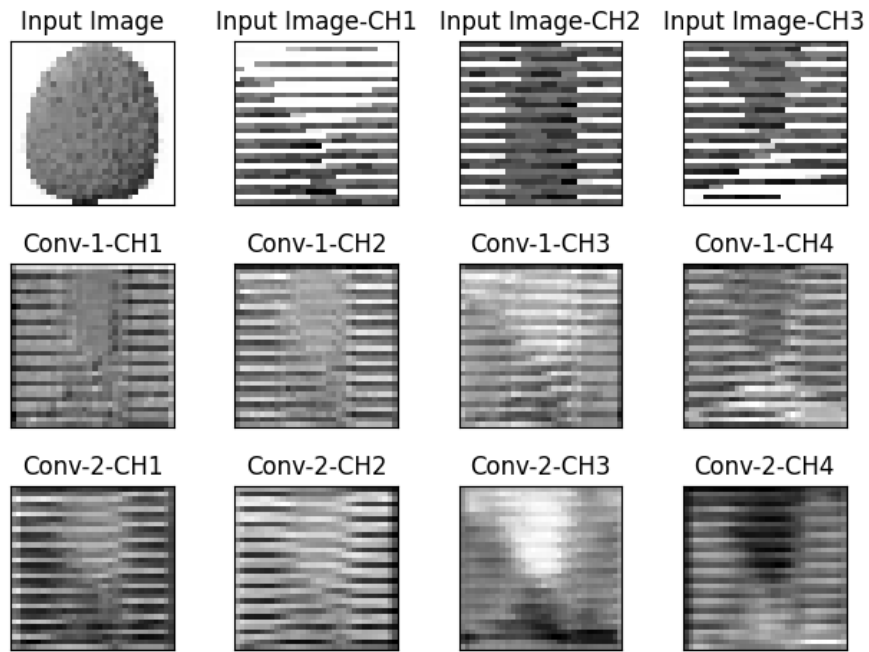 Input Image Input Image-CH1 Input Image-CH2 Input Image-CH3
Conv-1-CH1 Conv-1-CH2 Conv-1-CH3 Conv-1-CH4
Conv-2-CH1 Conv-2-CH2 Conv-2-CH3 Conv-2-CH4